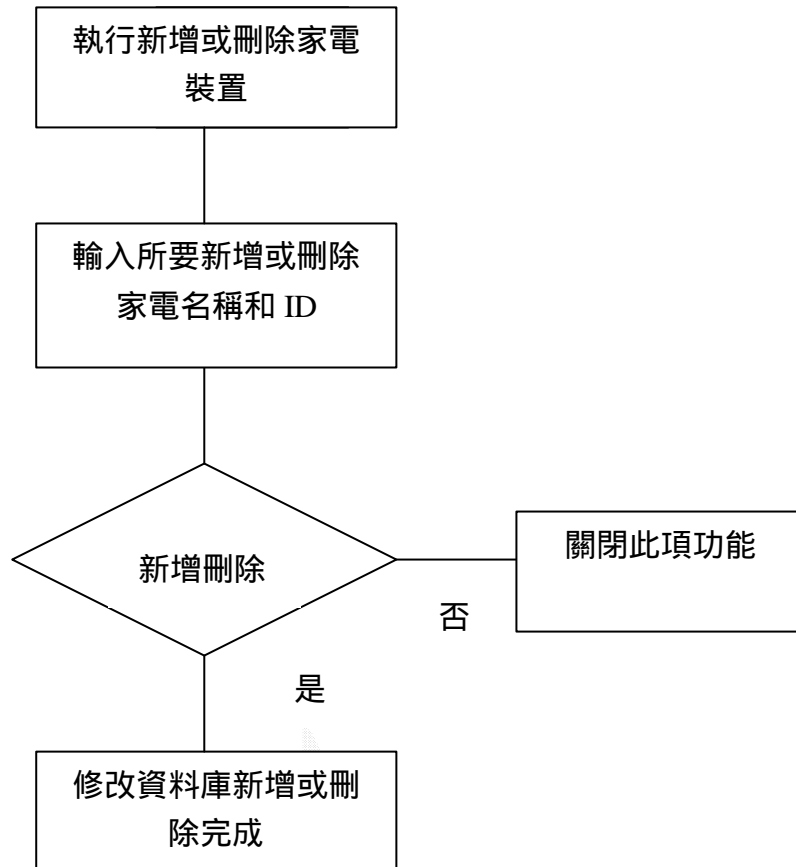 執行新增或刪除家電
裝置
輸入所要新增或刪除
家電名稱和 ID
新增刪除
關閉此項功能
否
是
修改資料庫新增或刪
除完成